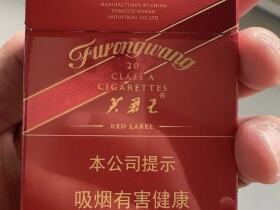 MANUFACTURED BY CHINA
TOBACCO HUNAN
INDUSTRIAL CO.,LTD
Furongwang
20
CLASS A
CIGARETTES
芙蓉王®
RED LABEL
本公司提示
吸烟有害健康